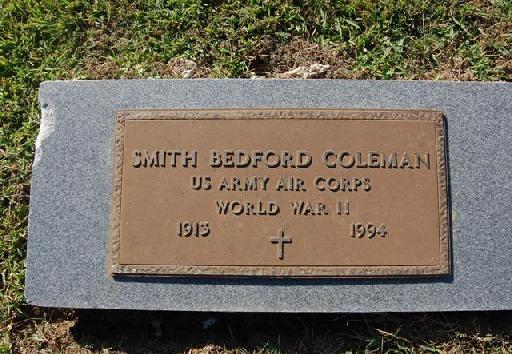 SMITH BEDFORD COLEMAN
US ARMY AIR CORPS
WORLD WAR II
1913 1994